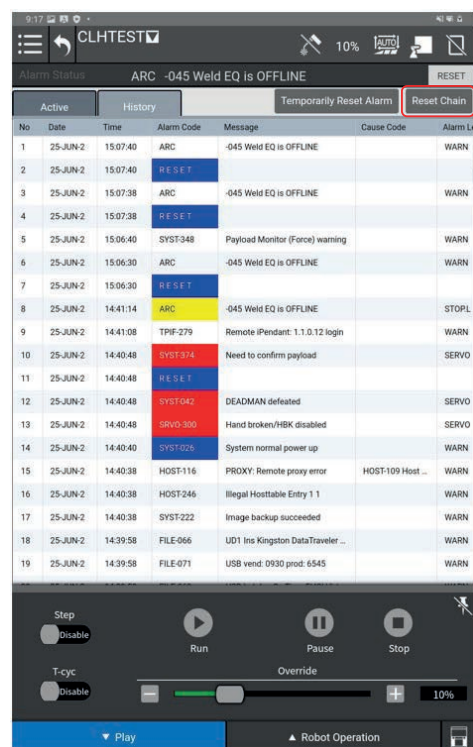 9:17
CLHTEST
10% AUTO
Alarm Status ARC -045 Weld EQ is OFFLINE RESET
Active History Temporarily Reset Alarm Reset Chain
No Date Time Alarm Code Message Cause Code Alarm Le
1 25-JUN-2 15:07:40 ARC -045 Weld EQ is OFFLINE WARN
2 25-JUN-2 15:07:40 RESET
3 25-JUN-2 15:07:38 ARC -045 Weld EQ is OFFLINE WARN
4 25-JUN-2 15:07:38 RESET
5 25-JUN-2 15:06:40 SYST-348 Payload Monitor (Force) warning WARN
6 25-JUN-2 15:06:30 ARC -045 Weld EQ is OFFLINE WARN
7 25-JUN-2 15:06:30 RESET
8 25-JUN-2 14:41:14 ARC -045 Weld EQ is OFFLINE STOP.L
9 25-JUN-2 14:41:08 TPIF-279 Remote iPendant: 1.1.0.12 login WARN
10 25-JUN-2 14:40:48 SYST-374 Need to confirm payload SERVO
11 25-JUN-2 14:40:48 RESET
12 25-JUN-2 14:40:48 SYST-042 DEADMAN defeated SERVO
13 25-JUN-2 14:40:48 SRVO-300 Hand broken/HBK disabled SERVO
14 25-JUN-2 14:40:40 SYST-026 System normal power up WARN
15 25-JUN-2 14:40:38 HOST-116 PROXY: Remote proxy error HOST-109 Host ... WARN
16 25-JUN-2 14:40:38 HOST-246 Illegal Hosttable Entry 1 1 WARN
17 25-JUN-2 14:40:38 SYST-222 Image backup succeeded WARN
18 25-JUN-2 14:39:58 FILE-066 UD1 Ins Kingston DataTraveler ... WARN
19 25-JUN-2 14:39:58 FILE-071 USB vend: 0930 prod: 6545 WARN
Step
Disable
Run Pause Stop
T-cyc Override
Disable 10%
Play Robot Operation